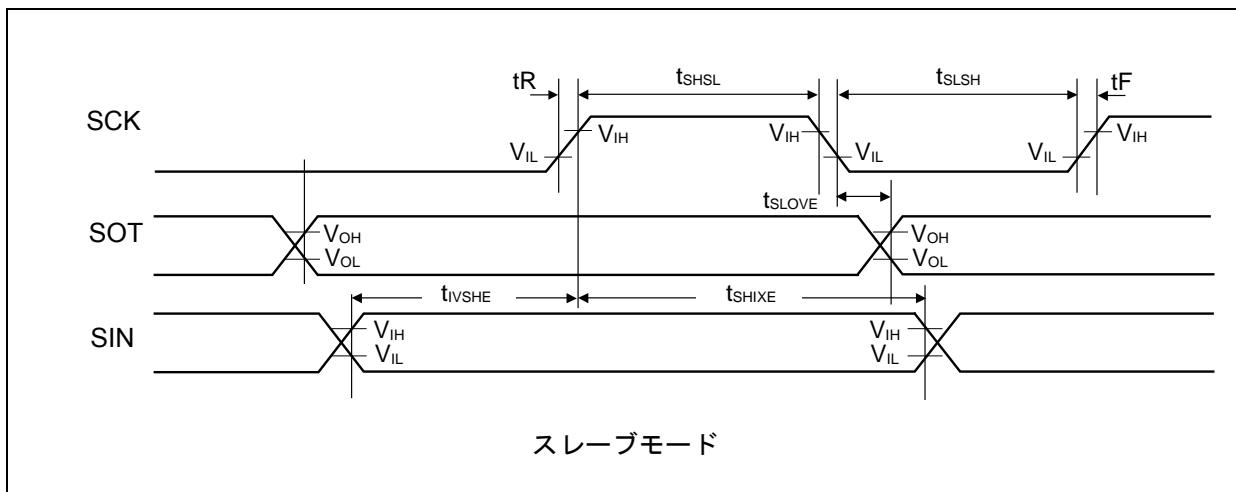 tR tSHSL tSLSH tF
SCK VIH VIH VIH
VIL VIL VIL
tSLOVE
SOT VOH VOH
VOL VOL
tIVSHE tSHIXE
SIN VIH VIH
VIL VIL
スレーブモード